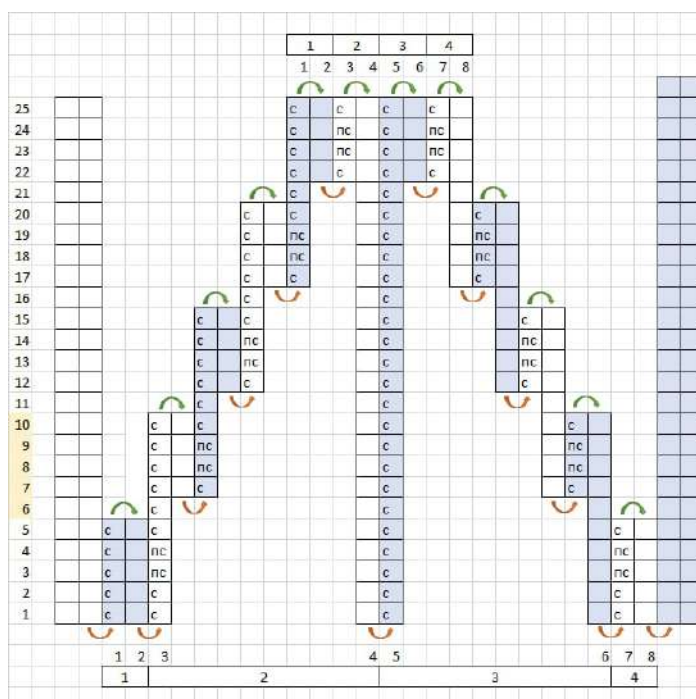 1 2 3 4
1 2 3 4 5 6 7 8
25 с с с с
24 с пс с пс
23 с пс с пс
22 с с с с
21 с с
20 с с с с
19 с пс с пс
18 с пс с пс
17 с с с с
16 с с
15 с с с с
14 с пс с пс
13 с пс с пс
12 с с с с
11 с с
10 с с с с
9 с пс с пс
8 с пс с пс
7 с с с с
6 с с
5 с с с с
4 с пс с пс
3 с пс с пс
2 с с с с
1 с с с с
1 2 3 4 5 6 7 8
1 2 3 4